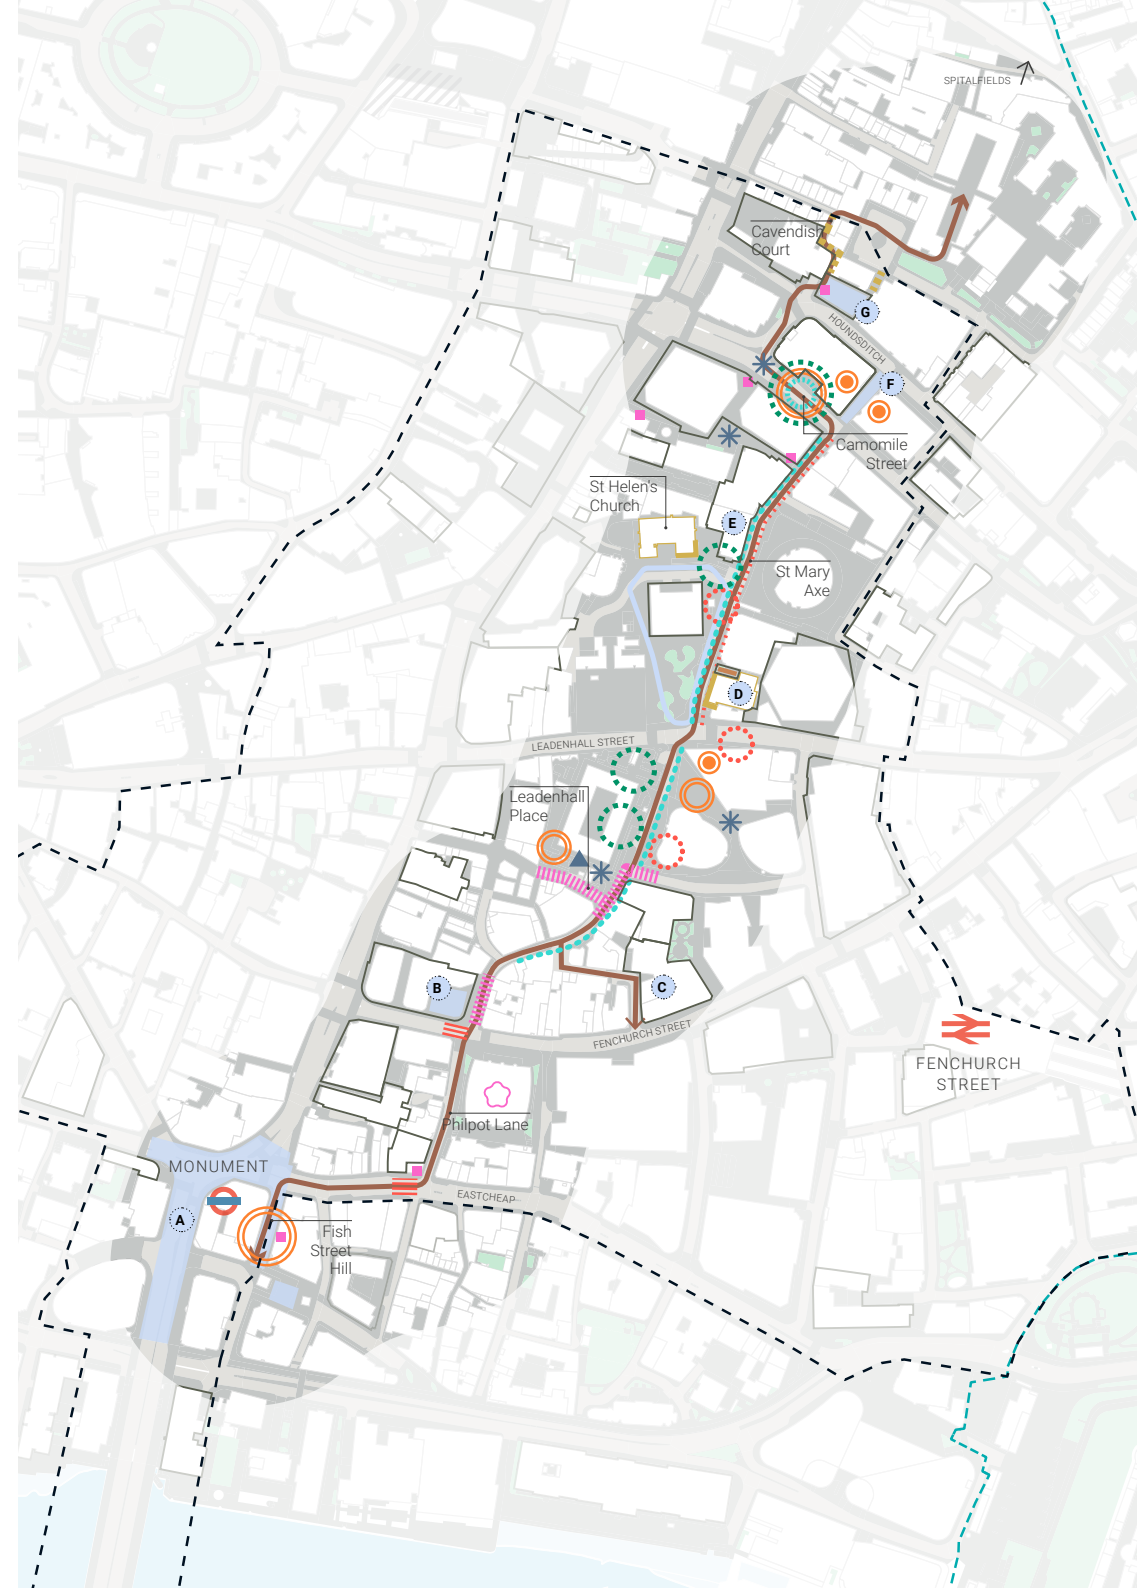 SPITALFIELDS
Cavendish
Court
G
HOUNDSDITCH
F
Camomile
Street
St Helen's
Church
E
St Mary
Axe
D
LEADENHALL STREET
Leadenhall
Place
B
C
FENCHURCH STREET
FENCHURCH
STREET
Philpot Lane
MONUMENT
EASTCHEAP
A
Fish
Street
Hill